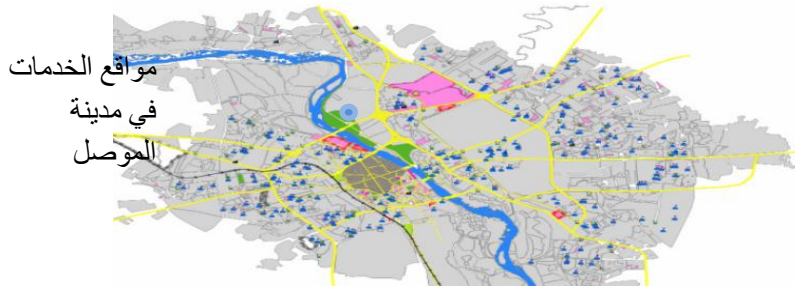 مواقع الخدمات
في مدينة
الموصل